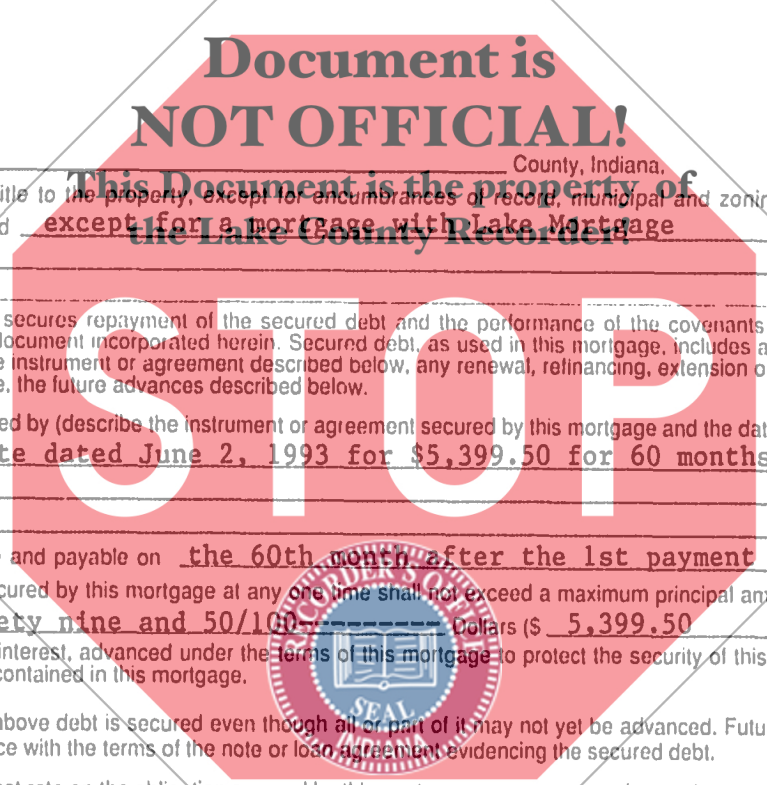 Document is
NOT OFFICIAL!
County, Indiana,
This Document is the property of
itle to the property, except for encumbrances of record, municipal and zonin
d except for a mortgage with Lake Mortgage
the Lake County Recorder!
STOP
secures repayment of the secured debt and the performance of the covenants
document incorporated herein. Secured debt, as used in this mortgage, includes a
e instrument or agreement described below, any renewal, refinancing, extension o
e, the future advances described below.
ed by (describe the instrument or agreement secured by this mortgage and the dat
te dated June 2, 1993 for $5,399.50 for 60 months
and payable on the 60th month after the 1st payment
cured by this mortgage at any one time shall not exceed a maximum principal
ety nine and 50/100---------- Dollars ($ 5,399.50
interest, advanced under the terms of this mortgage to protect the security of this
contained in this mortgage.
RECORDER'S OFFICE
SEAL
above debt is secured even though all or part of it may not yet be advanced. Futu
ce with the terms of the note or loan agreement evidencing the secured debt.